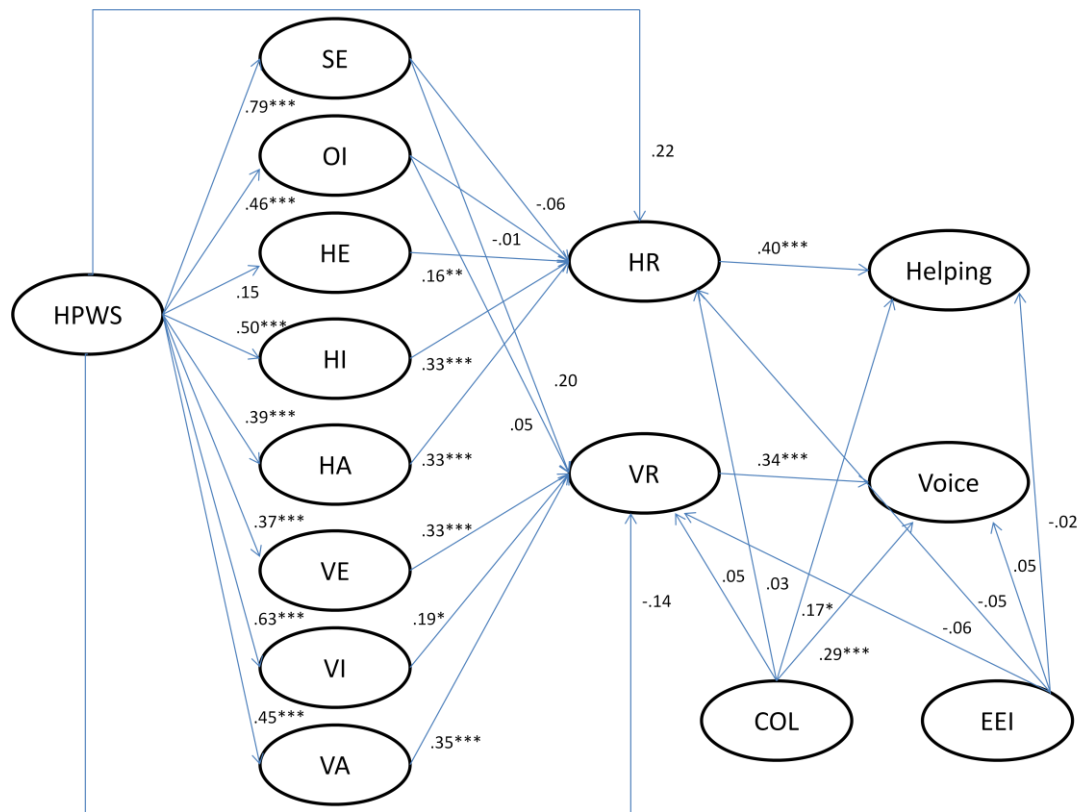 SE
.79***
.22
OI
-.06
.46***
-.01
HE
HR
.40***
Helping
.16**
.15
HPWS
.50***
HI
.33***
.20
.39***
.05
HA
.33***
VR
.34***
Voice
.37***
.33***
-.02
VE
.05
.03
.05
-.14
.17*
-.05
.63***
.19*
-.06
.29***
VI
.45***
COL
EEI
.35***
VA